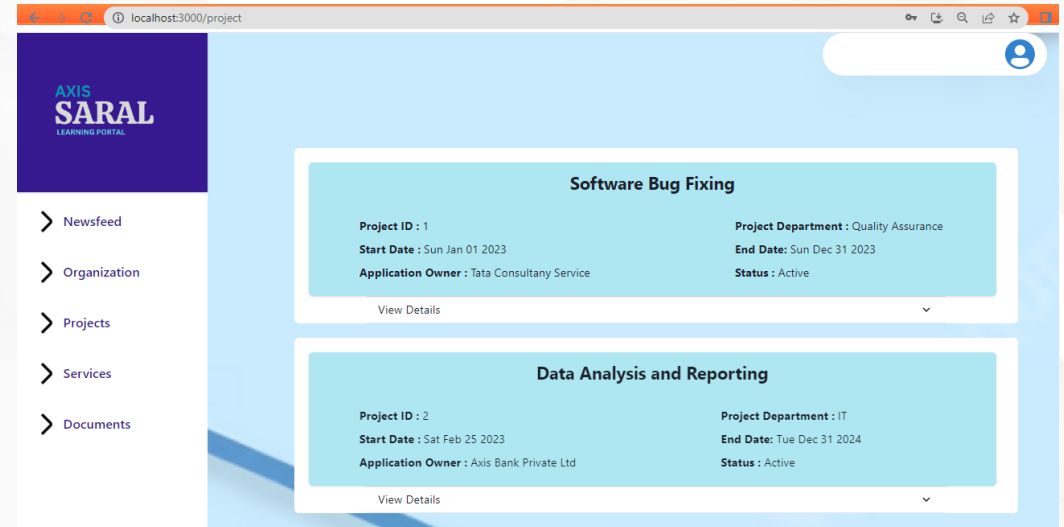 localhost:3000/project
AXIS
SARAL
LEARNING PORTAL
Newsfeed
Organization
Projects
Services
Documents
Software Bug Fixing
Project ID : 1
Project Department : Quality Assurance
Start Date : Sun Jan 01 2023
End Date: Sun Dec 31 2023
Application Owner : Tata Consultany Service
Status : Active
View Details
Data Analysis and Reporting
Project ID : 2
Project Department : IT
Start Date : Sat Feb 25 2023
End Date: Tue Dec 31 2024
Application Owner : Axis Bank Private Ltd
Status : Active
View Details